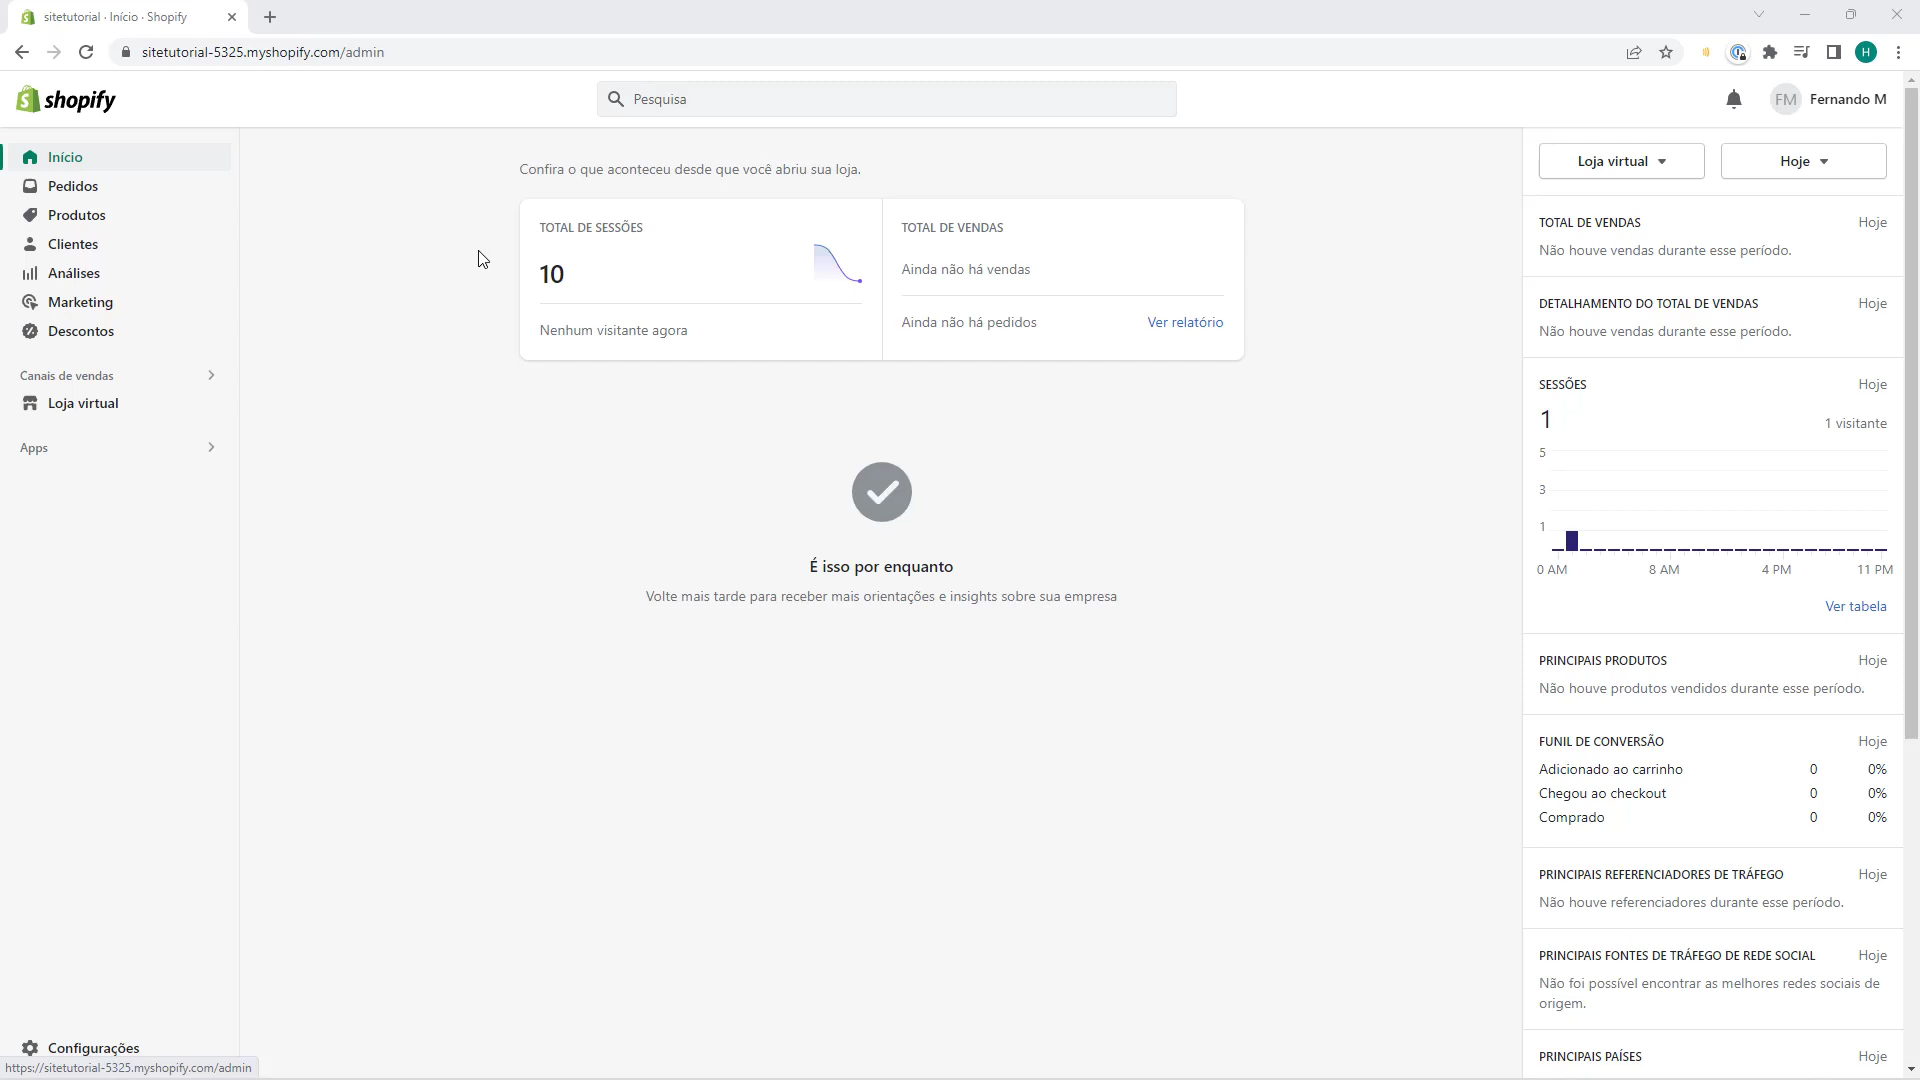 sitetutorial · Início · Shopify
sitetutorial-5325.myshopify.com/admin
H
shopify
Pesquisa
FM
Fernando M
Início
Pedidos
Produtos
Clientes
Análises
Marketing
Descontos
Canais de vendas
Loja virtual
Apps
Configurações
https://sitetutorial-5325.myshopify.com/admin
Confira o que aconteceu desde que você abriu sua loja.
TOTAL DE SESSÕES
10
Nenhum visitante agora
TOTAL DE VENDAS
Ainda não há vendas
Ainda não há pedidos
Ver relatório
É isso por enquanto
Volte mais tarde para receber mais orientações e insights sobre sua empresa
Loja virtual
Hoje
TOTAL DE VENDAS
Hoje
Não houve vendas durante esse período.
DETALHAMENTO DO TOTAL DE VENDAS
Hoje
Não houve vendas durante esse período.
SESSÕES
Hoje
1
1 visitante
5
3
1
0 AM
8 AM
4 PM
11 PM
Ver tabela
PRINCIPAIS PRODUTOS
Hoje
Não houve produtos vendidos durante esse período.
FUNIL DE CONVERSÃO
Hoje
Adicionado ao carrinho 0 0%
Chegou ao checkout 0 0%
Comprado 0 0%
PRINCIPAIS REFERENCIADORES DE TRÁFEGO
Hoje
Não houve referenciadores durante esse período.
PRINCIPAIS FONTES DE TRÁFEGO DE REDE SOCIAL
Hoje
Não foi possível encontrar as melhores redes sociais de
origem.
PRINCIPAIS PAÍSES
Hoje